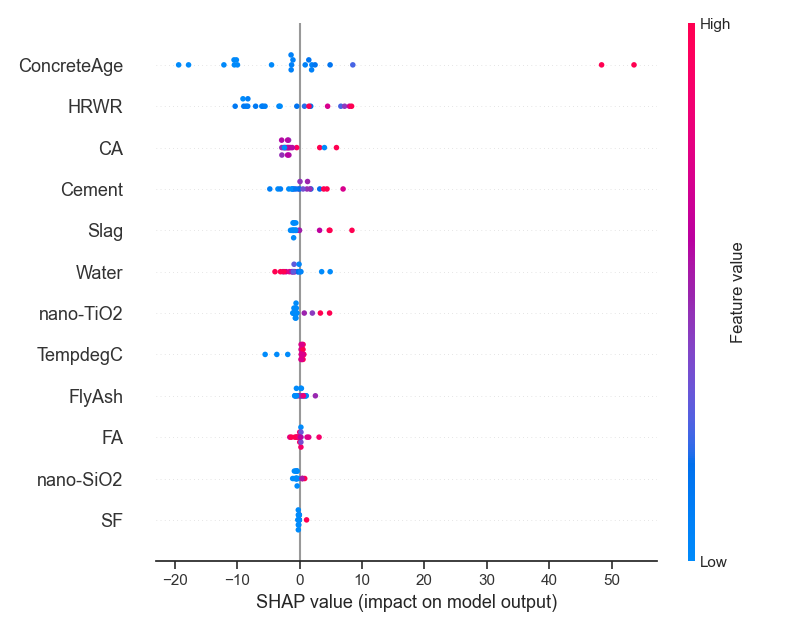 High
ConcreteAge
HRWR
CA
Cement
Slag
Water
nano-TiO2
TempdegC
FlyAsh
FA
nano-SiO2
SF
Feature value
Low
−20 −10 0 10 20 30 40 50
SHAP value (impact on model output)